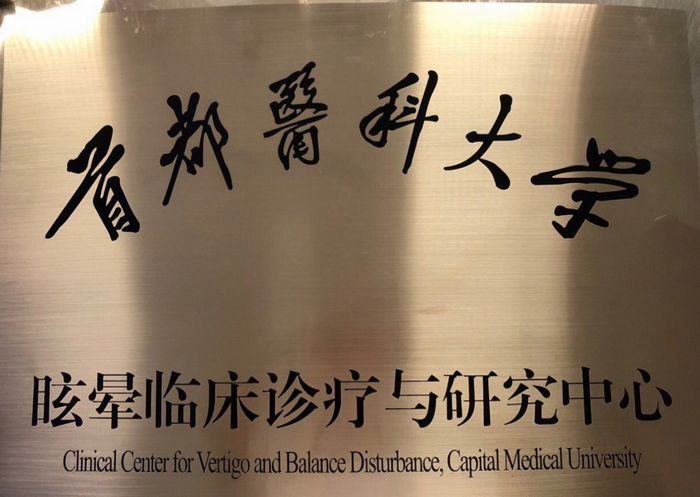 首都醫科大学
眩晕临床诊疗与研究中心
Clinical Center for Vertigo and Balance Disturbance, Capital Medical University